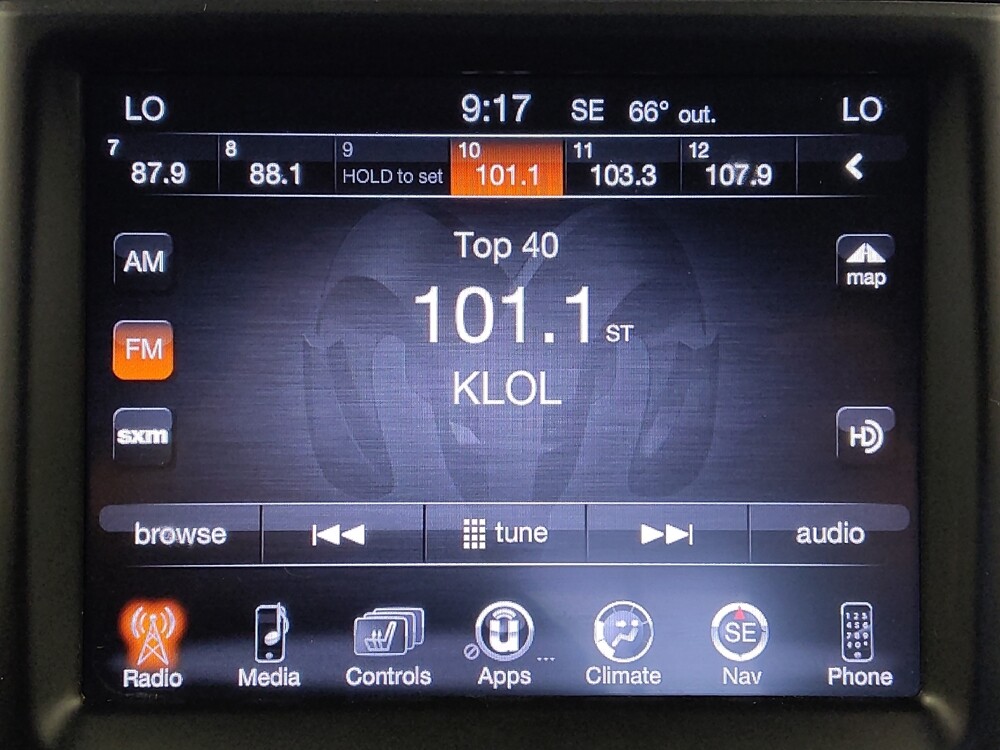 LO 9:17 SE 66° out. LO
7 8 9 10 11 12
87.9 88.1 HOLD to set 101.1 103.3 107.9
Top 40
AM map
101.1 ST
FM
KLOL
sxm HD
browse tune audio
SE
Radio Media Controls Apps ... Climate Nav Phone